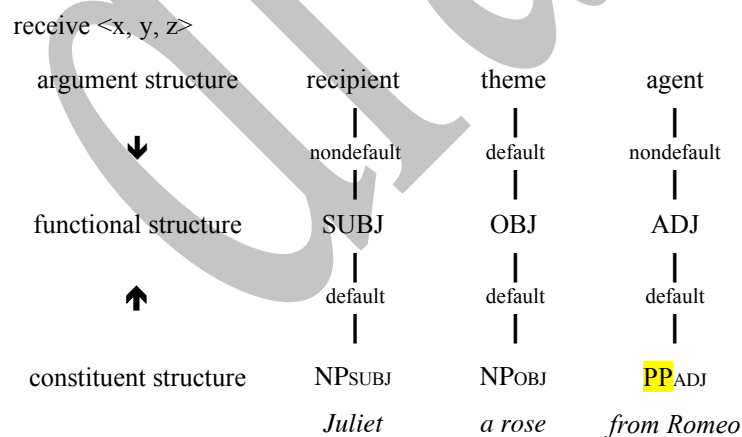 receive <x, y, z>
argument structure recipient theme agent
nondefault default nondefault
functional structure SUBJ OBJ ADJ
default default default
constituent structure NPSUBJ NPOBJ PPADJ
Juliet a rose from Romeo